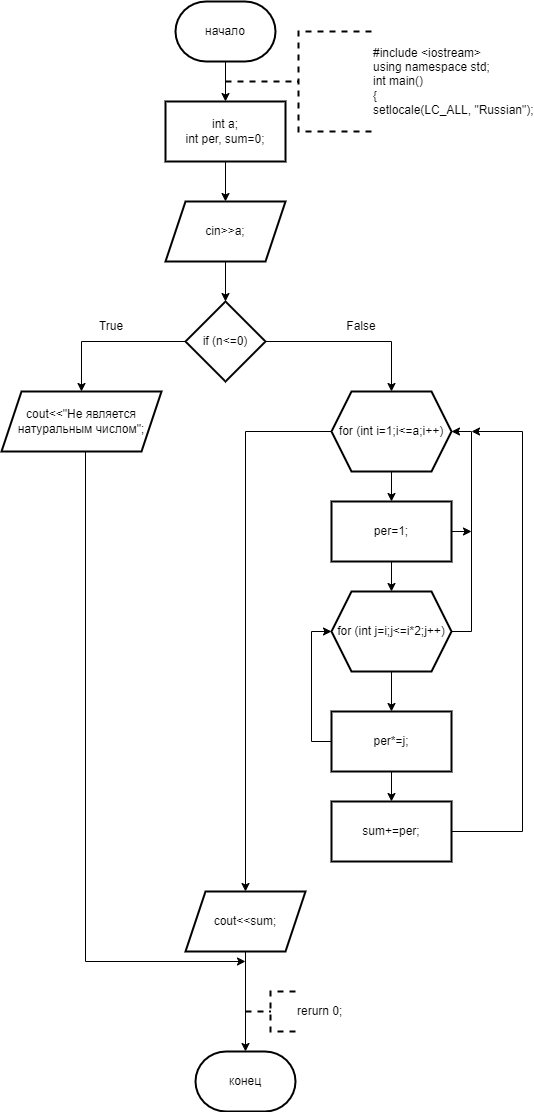 начало
#include <iostream>
using namespace std;
int main()
{
setlocale(LC_ALL, "Russian");
int a;
int per, sum=0;
cin>>a;
if (n<=0)
True
False
cout<<"Не является
натуральным числом";
for (int i=1;i<=a;i++)
per=1;
for (int j=i;j<=i*2;j++)
per*=j;
sum+=per;
cout<<sum;
rerurn 0;
конец